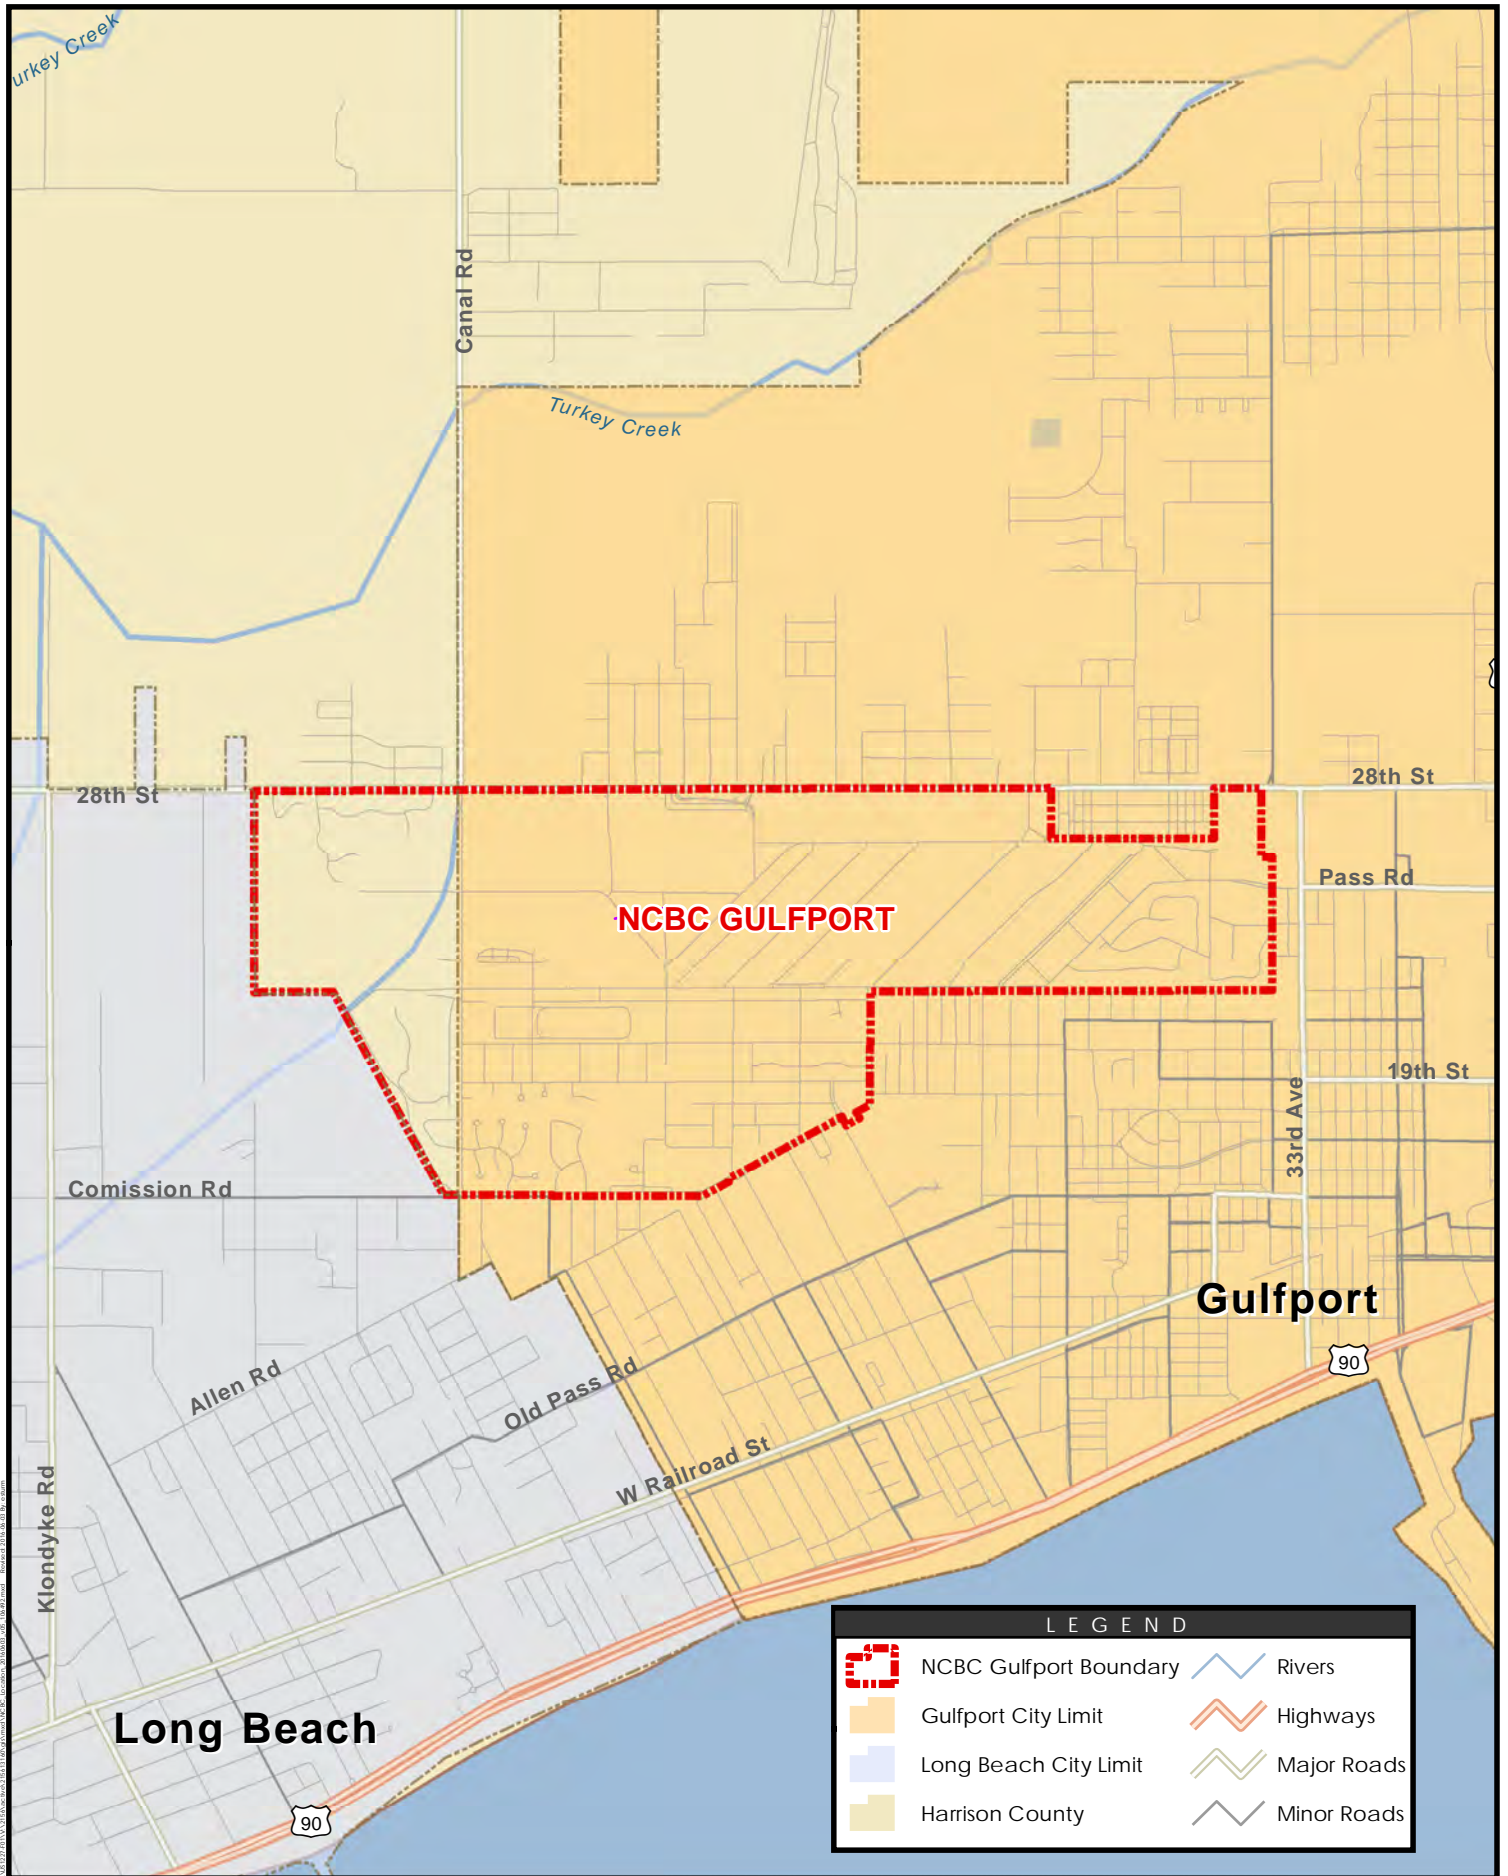 urkey Creek
Canal Rd
Turkey Creek
28th St
28th St
Pass Rd
NCBC GULFPORT
19th St
33rd Ave
Comission Rd
Gulfport
90
Allen Rd
Old Pass Rd
W Railroad St
Klondyke Rd
Long Beach
90
LEGEND
NCBC Gulfport Boundary
Rivers
Gulfport City Limit
Highways
Long Beach City Limit
Major Roads
Harrison County
Minor Roads